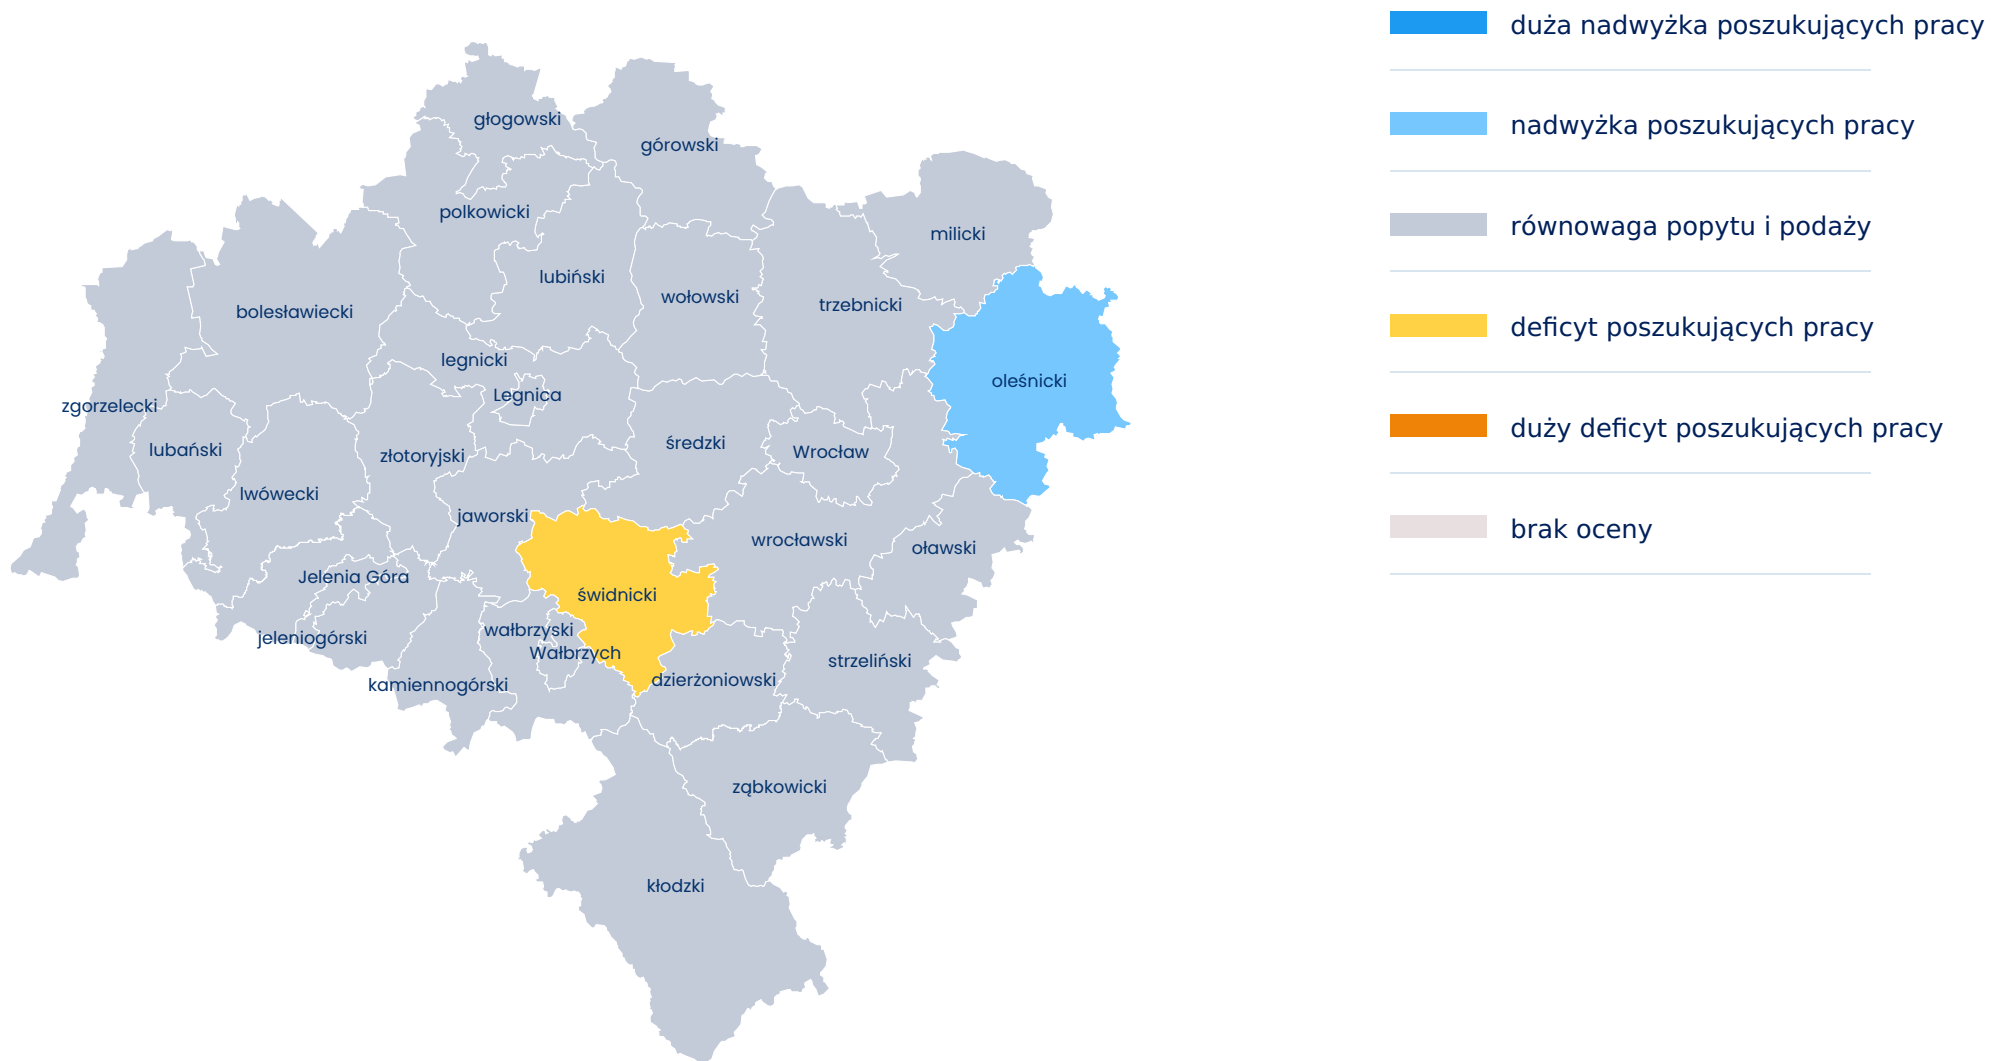 głogowski
górowski
polkowicki
milicki
lubiński
wołowski
trzebnicki
bolesławiecki
legnicki
oleśnicki
Legnica
zgorzelecki
lubański
złotoryjski
średzki
Wrocław
lwówecki
jaworski
wrocławski
oławski
Jelenia Góra
świdnicki
jeleniogórski
wałbrzyski
Wałbrzych
strzeliński
kamiennogórski
dzierżoniowski
ząbkowicki
kłodzki
duża nadwyżka poszukujących pracy
nadwyżka poszukujących pracy
równowaga popytu i podaży
deficyt poszukujących pracy
duży deficyt poszukujących pracy
brak oceny